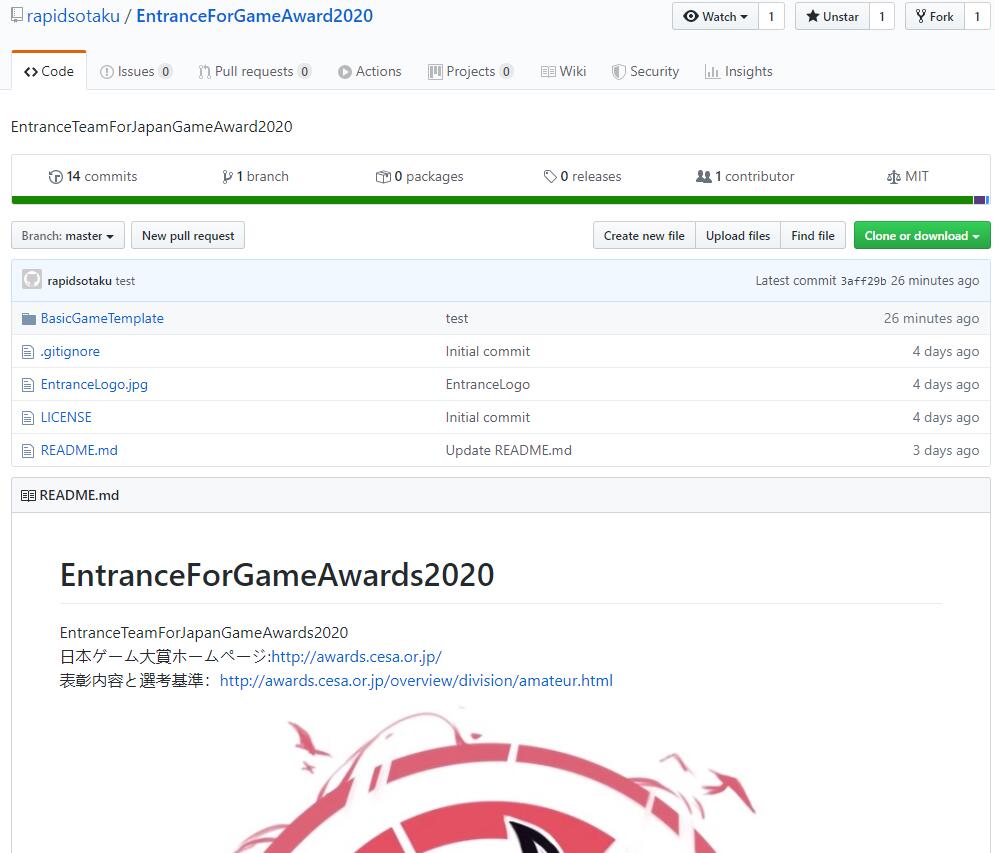 rapidsotaku / EntranceForGameAward2020 Watch 1 Unstar 1 Fork 1
Code Issues 0 Pull requests 0 Actions Projects 0 Wiki Security Insights
EntranceTeamForJapanGameAward2020
14 commits 1 branch 0 packages 0 releases 1 contributor MIT
Branch: master New pull request Create new file Upload files Find file Clone or download
rapidsotaku test Latest commit 3aff29b 26 minutes ago
BasicGameTemplate test 26 minutes ago
.gitignore Initial commit 4 days ago
EntranceLogo.jpg EntranceLogo 4 days ago
LICENSE Initial commit 4 days ago
README.md Update README.md 3 days ago
README.md
EntranceForGameAwards2020
EntranceTeamForJapanGameAwards2020
日本ゲーム大賞ホームページ:http://awards.cesa.or.jp/
表彰内容と選考基準：http://awards.cesa.or.jp/overview/division/amateur.html